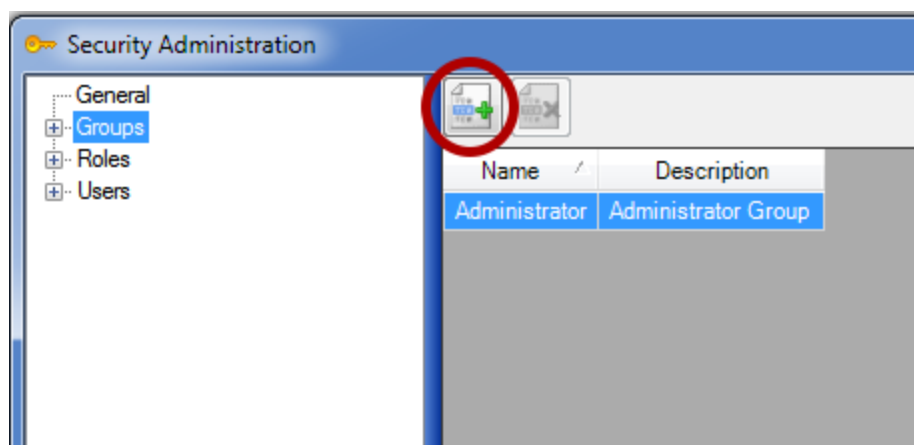 Security Administration
General
Groups
Roles
Users
Name Description
Administrator Administrator Group